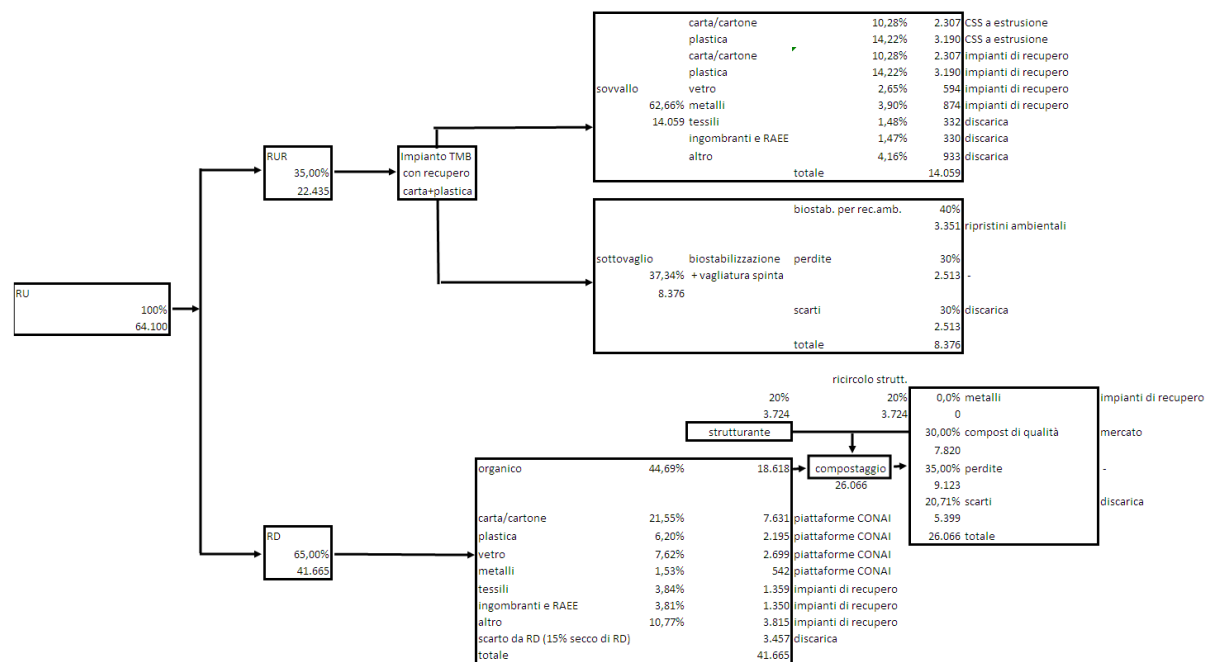 carta/cartone 10,28% 2.307 CSS a estrusione
plastica 14,22% 3.190 CSS a estrusione
carta/cartone 10,28% 2.307 impianti di recupero
plastica 14,22% 3.190 impianti di recupero
sovvallo vetro 2,65% 594 impianti di recupero
62,66% metalli 3,90% 874 impianti di recupero
14.059 tessili 1,48% 332 discarica
ingombranti e RAEE 1,47% 330 discarica
altro 4,16% 933 discarica
totale 14.059
RUR
35,00%
22.435
Impianto TMB
con recupero
carta+plastica
biostab. per rec.amb. 40%
3.351 ripristini ambientali
sottovaglio biostabilizzazione perdite 30%
37,34% + vagliatura spinta 2.513 -
8.376
scarti 30% discarica
2.513
totale 8.376
RU
100%
64.100
ricircolo strutt.
20% 20% 0,0% metalli impianti di recupero
3.724 3.724 0
strutturante 30,00% compost di qualità mercato
7.820
organico 44,69% 18.618 compostaggio 35,00% perdite -
26.066 9.123
20,71% scarti discarica
5.399
26.066 totale
RD
65,00%
41.665
carta/cartone 21,55% 7.631 piattaforme CONAI
plastica 6,20% 2.195 piattaforme CONAI
vetro 7,62% 2.699 piattaforme CONAI
metalli 1,53% 542 piattaforme CONAI
tessili 3,84% 1.359 impianti di recupero
ingombranti e RAEE 3,81% 1.350 impianti di recupero
altro 10,77% 3.815 impianti di recupero
scarto da RD (15% secco di RD) 3.457 discarica
totale 41.665